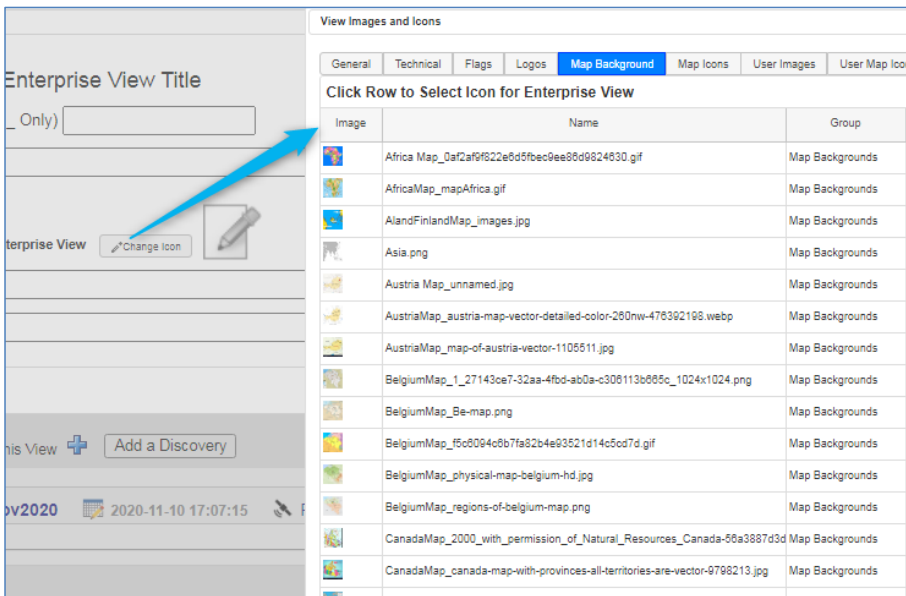 View Images and Icons
General Technical Flags Logos Map Background Map Icons User Images User Map Ico
Enterprise View Title
Click Row to Select Icon for Enterprise View
_ Only)
Image Name Group
Africa Map_0af2af9f822e6d5fbec9ee86d9824630.gif Map Backgrounds
AfricaMap_mapAfrica.gif Map Backgrounds
AlandFinlandMap_images.jpg Map Backgrounds
terprise View Change Icon
Asia.png Map Backgrounds
Austria Map_unnamed.jpg Map Backgrounds
AustriaMap_austria-map-vector-detailed-color-260nw-476392198.webp Map Backgrounds
AustriaMap_map-of-austria-vector-1105511.jpg Map Backgrounds
BelgiumMap_1_27143ce7-32aa-4fbd-ab0a-c306113b665c_1024x1024.png Map Backgrounds
BelgiumMap_Be-map.png Map Backgrounds
his View Add a Discovery
BelgiumMap_f5c6094c6b7fa82b4e93521d14c5cd7d.gif Map Backgrounds
BelgiumMap_physical-map-belgium-hd.jpg Map Backgrounds
ov2020 2020-11-10 17:07:15
BelgiumMap_regions-of-belgium-map.png Map Backgrounds
CanadaMap_2000_with_permission_of_Natural_Resources_Canada-56a3887d3d Map Backgrounds
CanadaMap_canada-map-with-provinces-all-territories-are-vector-9798213.jpg Map Backgrounds